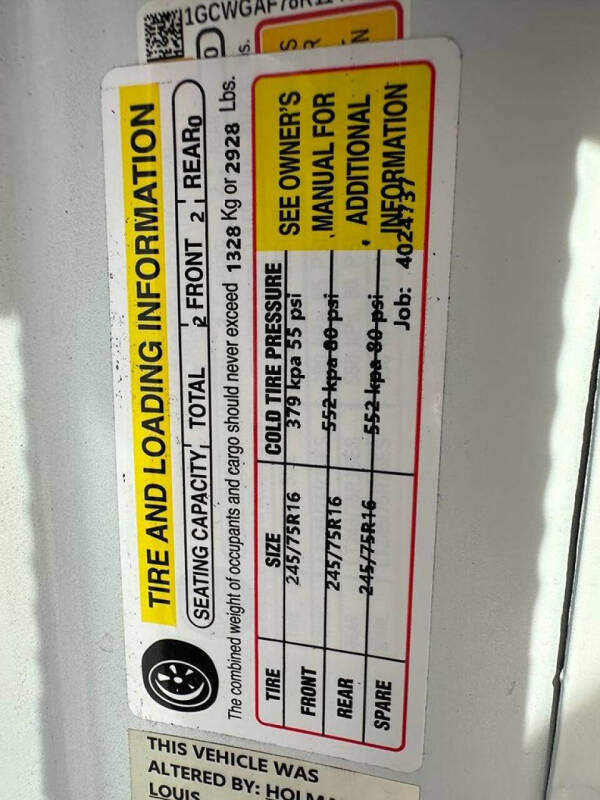 1GCWGAF78R11
TIRE AND LOADING INFORMATION
SEATING CAPACITY TOTAL 2 FRONT 2 REAR 0
The combined weight of occupants and cargo should never exceed 1328 Kg or 2928 Lbs.
TIRE SIZE COLD TIRE PRESSURE
FRONT 245/75R16 379 kpa 55 psi
REAR 245/75R16 552 kpa 80 psi
SPARE 245/75R16 552 kpa 80 psi
SEE OWNER'S
MANUAL FOR
ADDITIONAL
INFORMATION
Job: 4024737
THIS VEHICLE WAS
ALTERED BY:
LOUIS